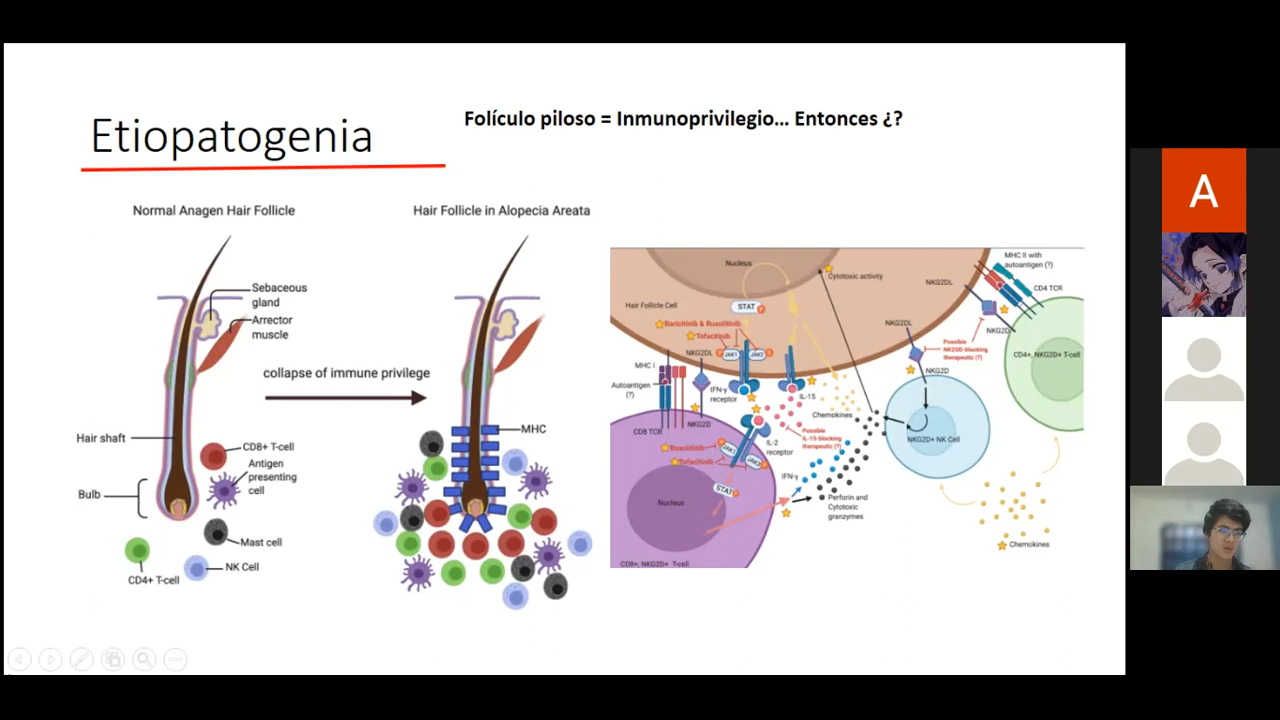 Etiopatogenia
Folículo piloso = Inmunoprivilegio... Entonces ¿?
Normal Anagen Hair Follicle
Hair Follicle in Alopecia Areata
Sebaceous
gland
Arrector
muscle
collapse of immune privilege
Hair shaft
Bulb
CD8+ T-cell
Antigen
presenting
cell
Mast cell
NK Cell
CD4+ T-cell
MHC
Nucleus
Cytotoxic activity
MHC II with
autoantigen (?)
NKG2DL
CD4 TCR
Hair Follicle Cell
STAT
P
Baricitinib & Ruxolitinib
Tofacitinib
NKG2DL
NKG2D
Possible
NK2GD-blocking
therapeutic (?)
CD4+, NKG2D+ T-cell
P
JAK1
JAK2
P
NKG2DL
MHC I
Autoantigen
(?)
IFN-γ
receptor
IL-15
NKG2D
Chemokines
CD8 TCR
NKG2D
NKG2D+ NK Cell
Possible
IL-15-blocking
therapeutic (?)
IL-2
receptor
Ruxolitinib
Tofacitinib
P
JAK1
JAK3
P
STAT
P
IFN-γ
Nucleus
Perforin and
Cytotoxic
granzymes
Chemokines
CD8+, NKG2D+ T-cell
A